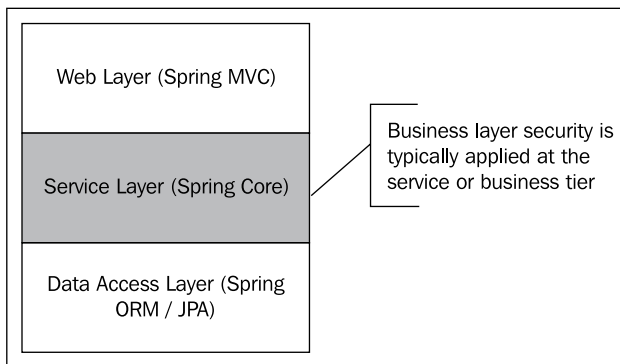 Web Layer (Spring MVC)
Service Layer (Spring Core)
Business layer security is
typically applied at the
service or business tier
Data Access Layer (Spring
ORM / JPA)